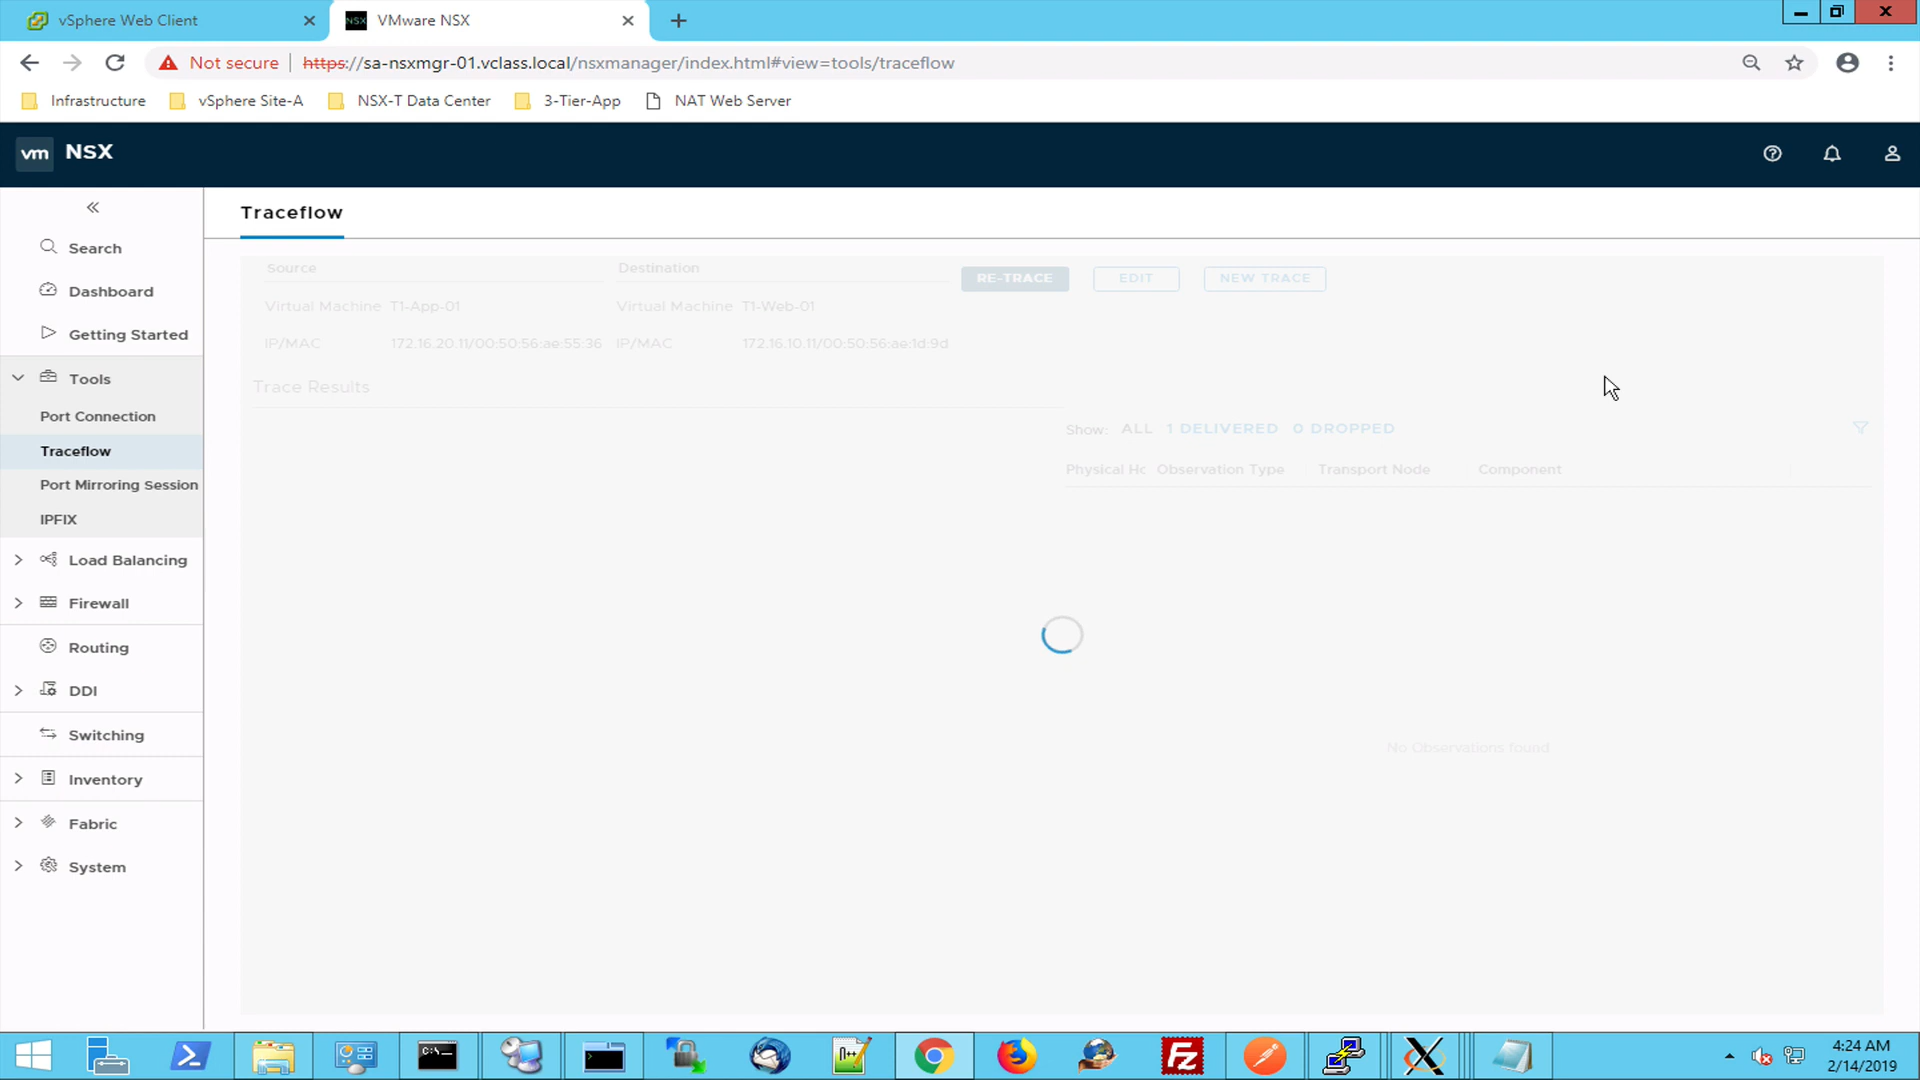 vSphere Web Client
NSX VMware NSX
Not secure https://sa-nsxmgr-01.vclass.local/nsxmanager/index.html#view=tools/traceflow
Infrastructure vSphere Site-A NSX-T Data Center 3-Tier-App NAT Web Server
vm NSX
Traceflow
Search
Dashboard
Getting Started
Tools
Port Connection
Traceflow
Port Mirroring Session
IPFIX
Load Balancing
Firewall
Routing
DDI
Switching
Inventory
Fabric
System
Source Destination RE-TRACE EDIT NEW TRACE
Virtual Machine T1-App-01 Virtual Machine T1-Web-01
IP/MAC 172.16.20.11/00:50:56:ae:55:36 IP/MAC 172.16.10.11/00:50:56:ae:1d:9d
Trace Results
Show: ALL 1 DELIVERED 0 DROPPED
Physical Hc Observation Type Transport Node Component
No Observations found
C:\_
N++
FZ
4:24 AM
2/14/2019